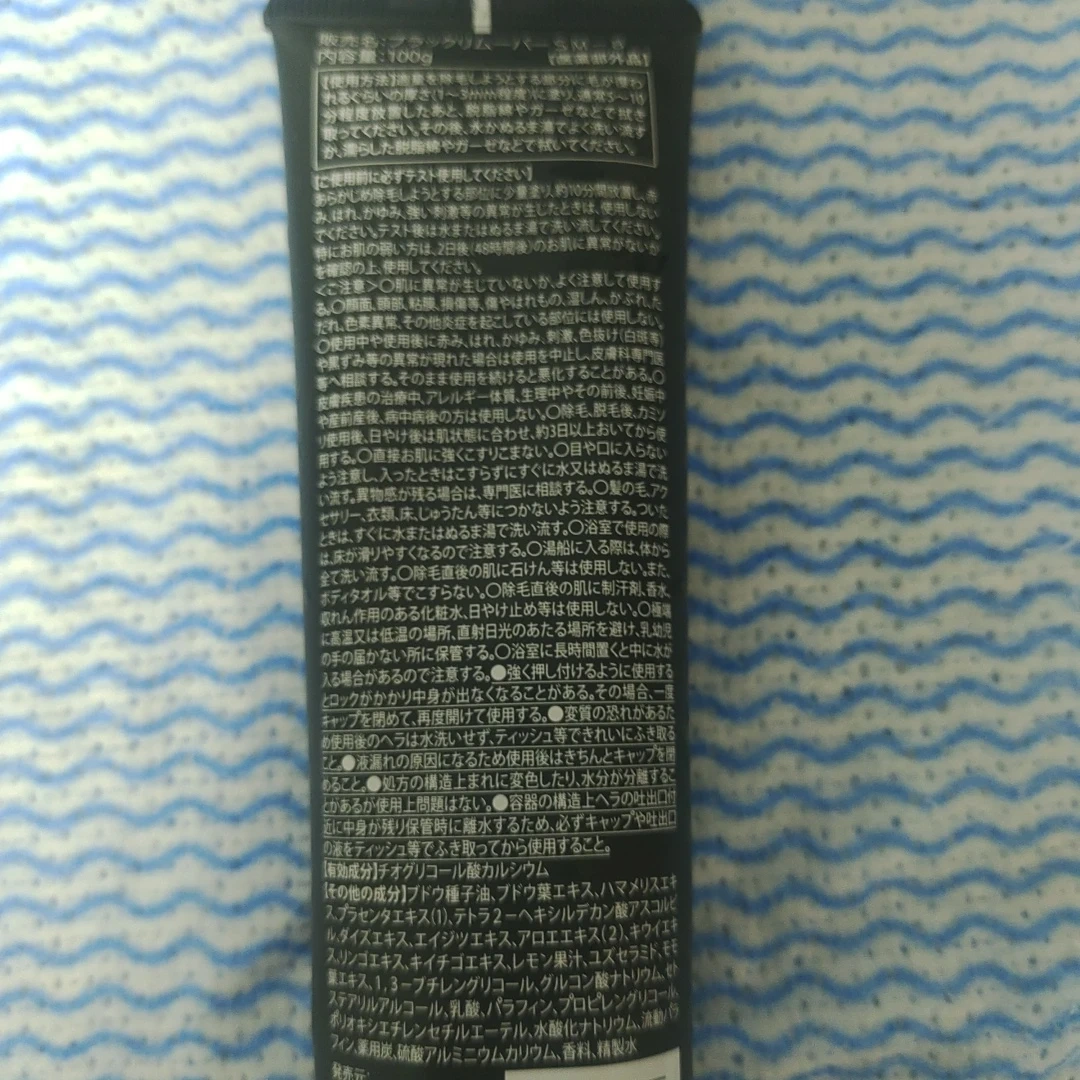 内容量:100g 【医薬部外品】
【使用方法】適量を除毛しようとする部分に毛が覆わ
れるぐらいの厚さ(1~3mm程度)に塗り、通常5~10
分程度放置したあと、脱脂綿やガーゼなどで拭き
取ってください。その後、水かぬるま湯でよく洗い流す
か、濡らした脱脂綿やガーゼなどで拭いてください。
【ご使用前に必ずテスト使用してください】
あらかじめ除毛しようとする部位に少量塗り、約10分間放置し、赤
み、はれ、かゆみ、強い刺激等の異常が生じたときは、使用しない
でください。テスト後は水またはぬるま湯で洗い流してください。
特にお肌の弱い方は、2日後(48時間後)のお肌に異常がないか
を確認の上、使用してください。
<ご注意>○肌に異常が生じていないか、よく注意して使用す
る。○顔面、頭部、粘膜、損傷等、傷やはれもの、湿しん、かぶれ、た
だれ、色素異常、その他炎症を起こしている部位には使用しない。
○使用中や使用後に赤み、はれ、かゆみ、刺激、色抜け(白斑等)
や黒ずみ等の異常が現れた場合は使用を中止し、皮膚科専門医
等へ相談する。そのまま使用を続けると悪化することがある。○
皮膚疾患の治療中、アレルギー体質、生理中やその前後、妊娠中
や産前産後、病中病後の方は使用しない。○除毛、脱毛後、カミソ
リ使用後、日やけ後は肌状態に合わせ、約3日以上おいてから使
用する。○直接お肌に強くこすりこまない。○目や口に入らない
よう注意し、入ったときはこすらずにすぐに水又はぬるま湯で洗
い流す。異物感が残る場合は、専門医に相談する。○髪の毛、アク
セサリー、衣類、床、じゅうたん等につかないよう注意する。ついた
ときは、すぐに水またはぬるま湯で洗い流す。○浴室で使用の際
は、床が滑りやすくなるので注意する。○湯船に入る際は、体から
全て洗い流す。○除毛直後の肌に石けん等は使用しない。また、
ボディタオル等でこすらない。○除毛直後の肌に制汗剤、香水、
収れん作用のある化粧水、日やけ止め等は使用しない。○極端
に高温又は低温の場所、直射日光のあたる場所を避け、乳幼児
の手の届かない所に保管する。○浴室に長時間置くと中に水が
入る場合があるので注意する。●強く押し付けるように使用する
とロックがかかり中身が出なくなることがある。その場合、一度
キャップを閉めて、再度開けて使用する。●変質の恐れがあるた
め使用後のヘラは水洗いせず、ティッシュ等できれいにふき取る
こと。●液漏れの原因になるため使用後はきちんとキャップを閉
めること。●処方の構造上まれに変色したり、水分が分離するこ
とがあるが使用上問題はない。●容器の構造上ヘラの吐出口付
近に中身が残り保管時に離水するため、必ずキャップや吐出口
の液をティッシュ等でふき取ってから使用すること。
【有効成分】チオグリコール酸カルシウム
【その他の成分】ブドウ種子油、ブドウ葉エキス、ハマメリスエキ
ス、プラセンタエキス(1)、テトラ2-ヘキシルデカン酸アスコルビ
ル、ダイズエキス、エイジツエキス、アロエエキス(2)、キウイエキ
ス、リンゴエキス、キイチゴエキス、レモン果汁、ユズセラミド、モモ
葉エキス、1,3-ブチレングリコール、グルコン酸ナトリウム、セト
ステアリルアルコール、乳酸、パラフィン、プロピレングリコール、
ポリオキシエチレンセチルエーテル、水酸化ナトリウム、流動パラ
フィン、薬用炭、硫酸アルミニウムカリウム、香料、精製水
発売元: